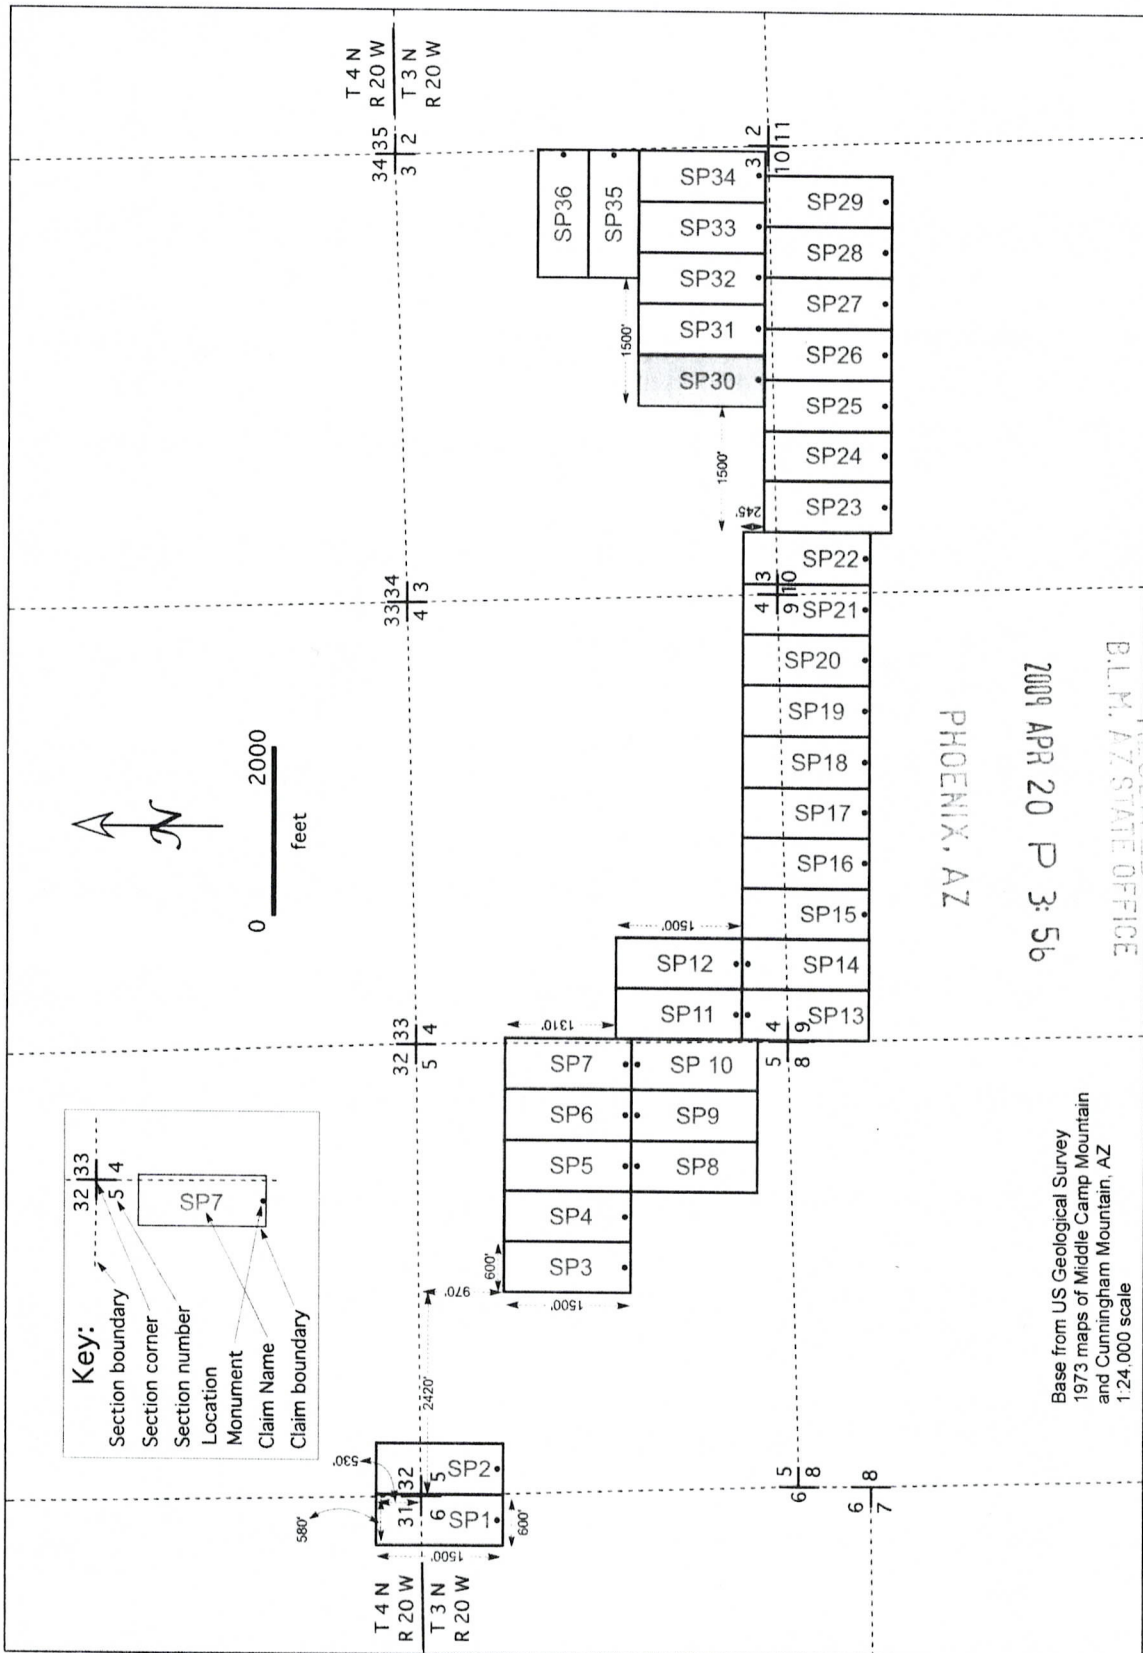 T 4 N
R 20 W
T 3 N
R 20 W
31 32
6 5
32 33
5 4
33 34
4 3
34 35
3 2
T 4 N
R 20 W
T 3 N
R 20 W
Key:
Section boundary
Section corner
Section number
Location
Monument
Claim Name
Claim boundary
32 33
5 4
SP7
N
0 2000
feet
580'
530'
1500'
600'
2420'
970'
1500'
600'
1310'
1500'
245'
1500'
1500'
SP1
SP2
SP3
SP4
SP5
SP6
SP7
SP8
SP9
SP 10
SP11
SP12
SP13
SP14
SP15
SP16
SP17
SP18
SP19
SP20
SP21
SP22
SP23
SP24
SP25
SP26
SP27
SP28
SP29
SP30
SP31
SP32
SP33
SP34
SP35
SP36
5
6 8
6 8
7
5 4
8 9
4 3
9 10
3 2
10 11
Base from US Geological Survey
1973 maps of Middle Camp Mountain
and Cunningham Mountain, AZ
1:24,000 scale
B.L.M. AZ STATE OFFICE
2009 APR 20 P 3:56
PHOENIX, AZ